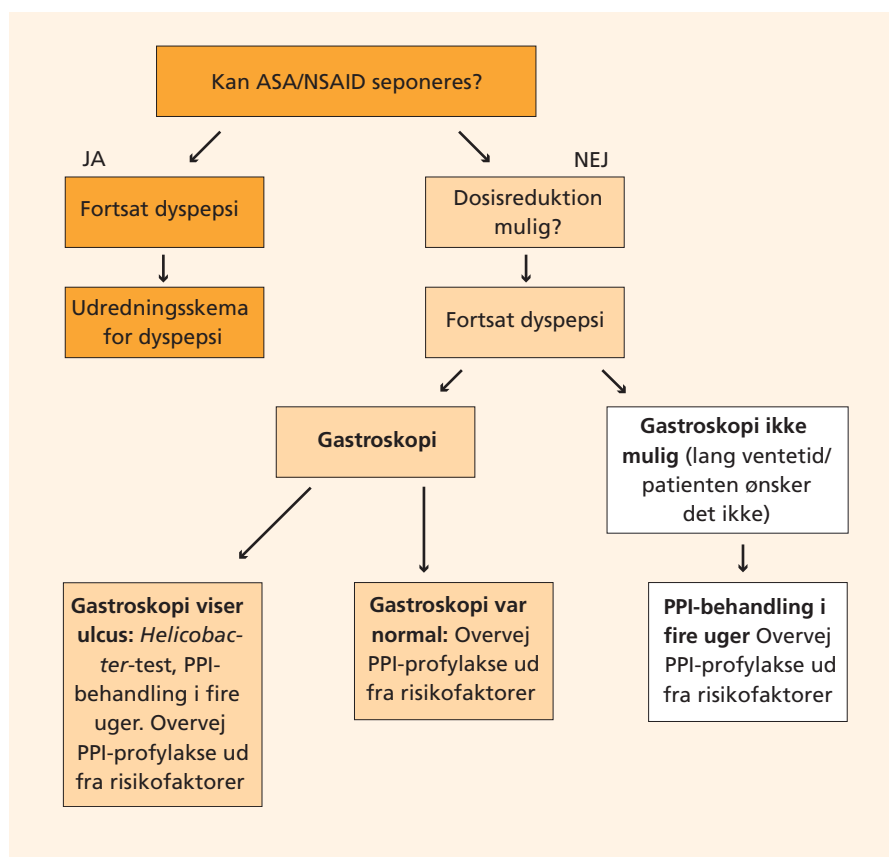 Kan ASA/NSAID seponeres?
JA
NEJ
Fortsat dyspepsi
Dosisreduktion
mulig?
Udredningsskema
for dyspepsi
Fortsat dyspepsi
Gastroskopi
Gastroskopi ikke
mulig (lang ventetid/
patienten ønsker
det ikke)
Gastroskopi viser
ulcus: Helicobac-
ter-test, PPI-
behandling i fire
uger. Overvej
PPI-profylakse ud
fra risikofaktorer
Gastroskopi var
normal: Overvej
PPI-profylakse ud
fra risikofaktorer
PPI-behandling i
fire uger Overvej
PPI-profylakse ud
fra risikofaktorer